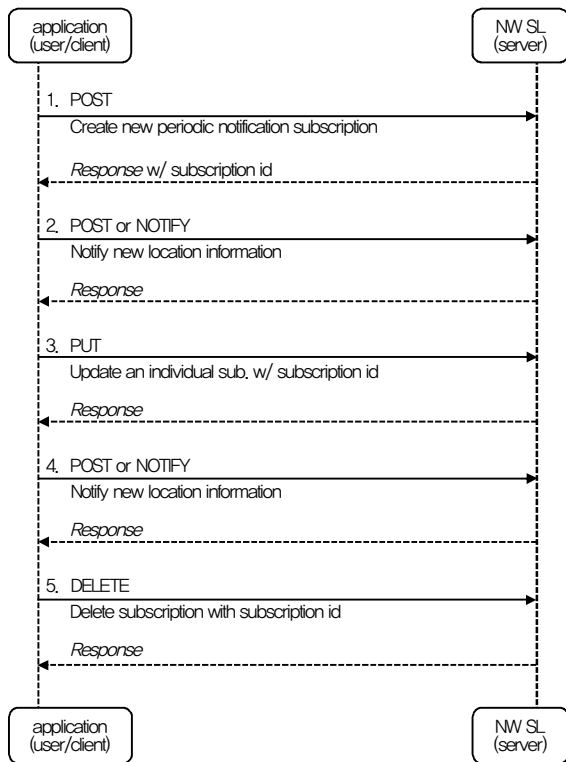 application
(user/client)
NW SL
(server)
1. POST
Create new periodic notification subscription
Response w/ subscription id
2. POST or NOTIFY
Notify new location information
Response
3. PUT
Update an individual sub. w/ subscription id
Response
4. POST or NOTIFY
Notify new location information
Response
5. DELETE
Delete subscription with subscription id
Response
application
(user/client)
NW SL
(server)